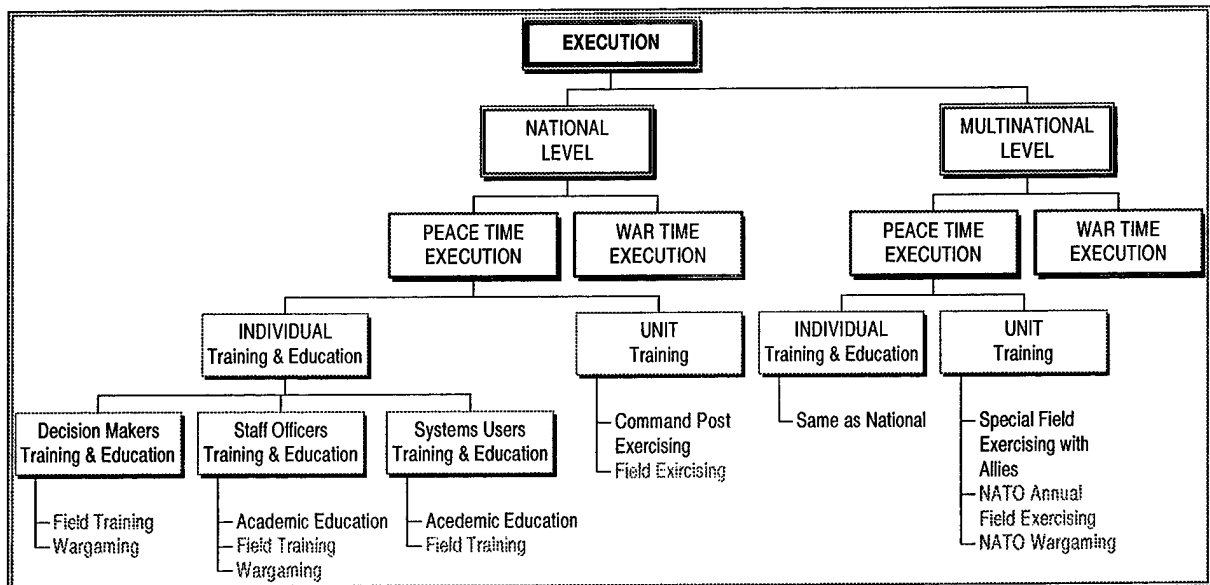 EXECUTION
NATIONAL
LEVEL
MULTINATIONAL
LEVEL
PEACE TIME
EXECUTION
WAR TIME
EXECUTION
PEACE TIME
EXECUTION
WAR TIME
EXECUTION
INDIVIDUAL
Training & Education
UNIT
Training
INDIVIDUAL
Training & Education
UNIT
Training
Decision Makers
Training & Education
Staff Officers
Training & Education
Systems Users
Training & Education
Command Post
Exercising
Field Exircising
Same as National
Special Field
Exercising with
Allies
NATO Annual
Field Exercising
NATO Wargaming
Field Training
Wargaming
Academic Education
Field Training
Wargaming
Acedemic Education
Field Training